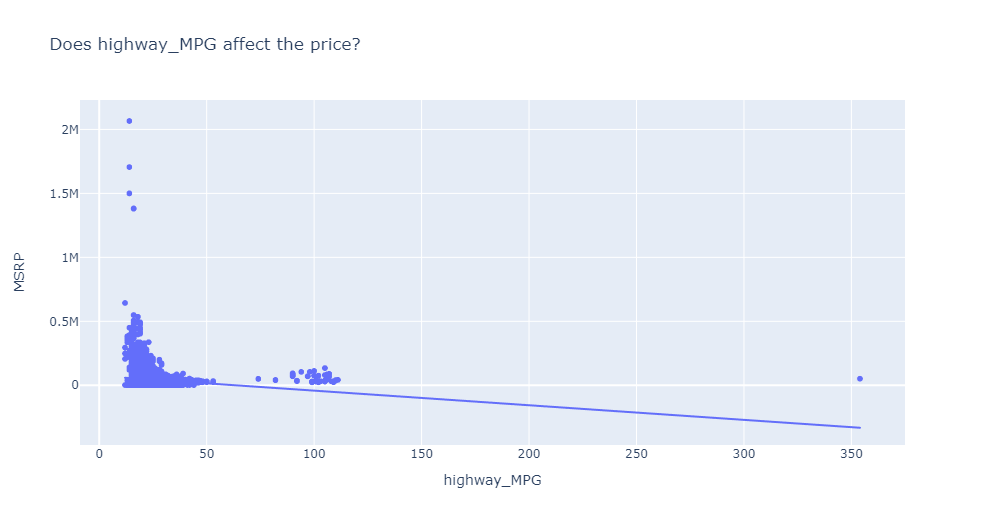 Does highway_MPG affect the price?
MSRP
2M
1.5M
1M
0.5M
0
0 50 100 150 200 250 300 350
highway_MPG